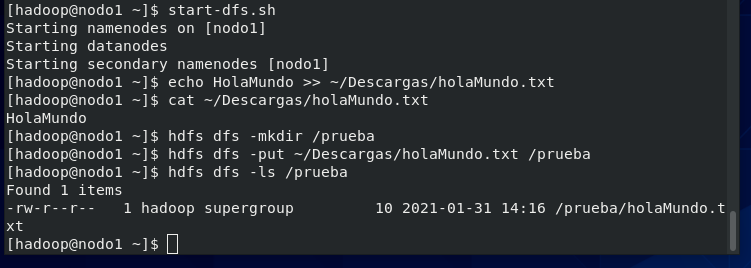 [hadoop@nodo1 ~]$ start-dfs.sh
Starting namenodes on [nodo1]
Starting datanodes
Starting secondary namenodes [nodo1]
[hadoop@nodo1 ~]$ echo HolaMundo >> ~/Descargas/holaMundo.txt
[hadoop@nodo1 ~]$ cat ~/Descargas/holaMundo.txt
HolaMundo
[hadoop@nodo1 ~]$ hdfs dfs -mkdir /prueba
[hadoop@nodo1 ~]$ hdfs dfs -put ~/Descargas/holaMundo.txt /prueba
[hadoop@nodo1 ~]$ hdfs dfs -ls /prueba
Found 1 items
-rw-r--r--   1 hadoop supergroup         10 2021-01-31 14:16 /prueba/holaMundo.t
xt
[hadoop@nodo1 ~]$